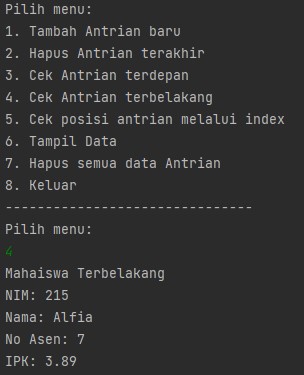 Pilih menu:
1. Tambah Antrian baru
2. Hapus Antrian terakhir
3. Cek Antrian terdepan
4. Cek Antrian terbelakang
5. Cek posisi antrian melalui index
6. Tampil Data
7. Hapus semua data Antrian
8. Keluar
-------------------------------
Pilih menu:
4
Mahaiswa Terbelakang
NIM: 215
Nama: Alfia
No Asen: 7
IPK: 3.89